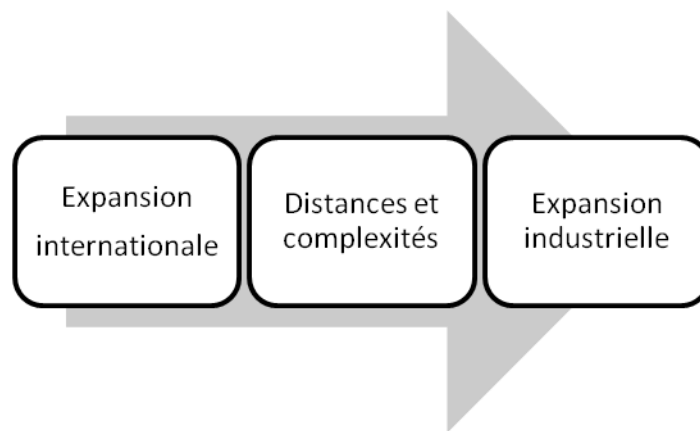 Expansion
internationale
Distances et
complexités
Expansion
industrielle